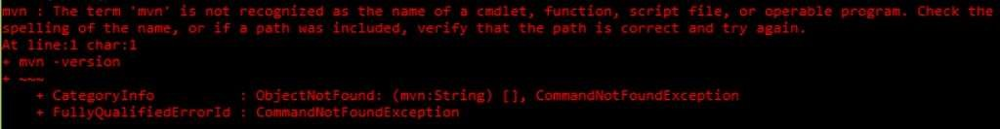 mvn : The term 'mvn' is not recognized as the name of a cmdlet, function, script file, or operable program. Check the
spelling of the name, or if a path was included, verify that the path is correct and try again.
At line:1 char:1
+ mvn -version
+ ~~~
    + CategoryInfo          : ObjectNotFound: (mvn:String) [], CommandNotFoundException
    + FullyQualifiedErrorId : CommandNotFoundException